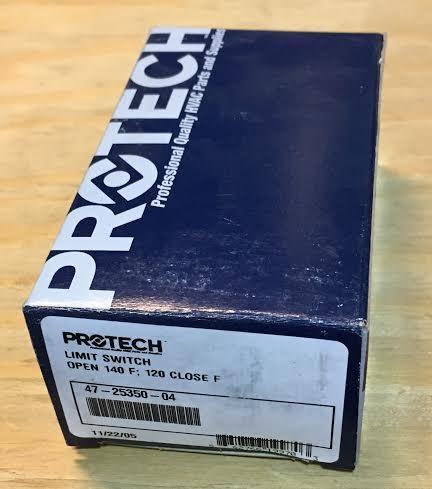 PROTECH
Professional Quality HVAC Parts and Supplies
PROTECH
LIMIT SWITCH
OPEN 140 F; 120 CLOSE F
47-25350-04
11/22/05